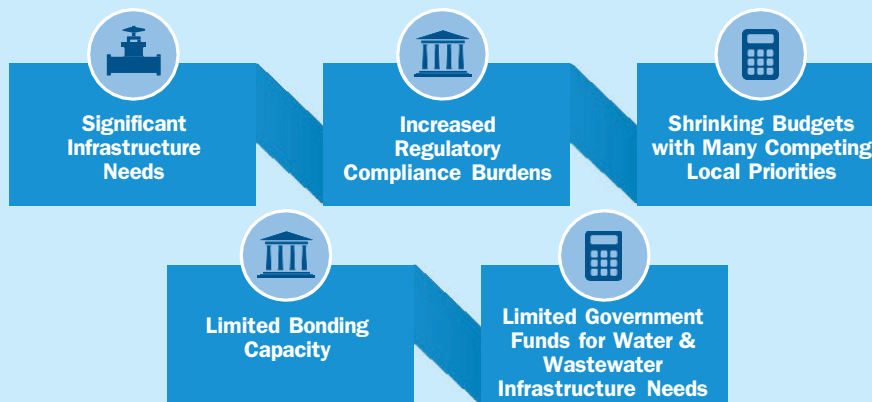 Significant
Infrastructure
Needs
Increased
Regulatory
Compliance Burdens
Shrinking Budgets
with Many Competing
Local Priorities
Limited Bonding
Capacity
Limited Government
Funds for Water &
Wastewater
Infrastructure Needs